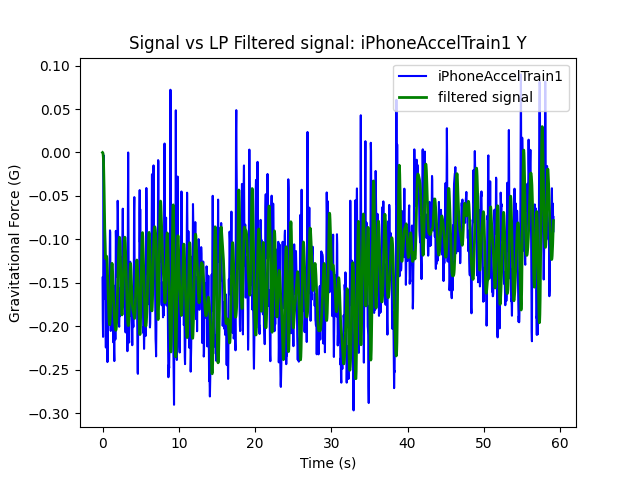 Signal vs LP Filtered signal: iPhoneAccelTrain1 Y
iPhoneAccelTrain1
filtered signal
0.10
0.05
0.00
−0.05
−0.10
−0.15
−0.20
−0.25
−0.30
Gravitational Force (G)
0 10 20 30 40 50 60
Time (s)